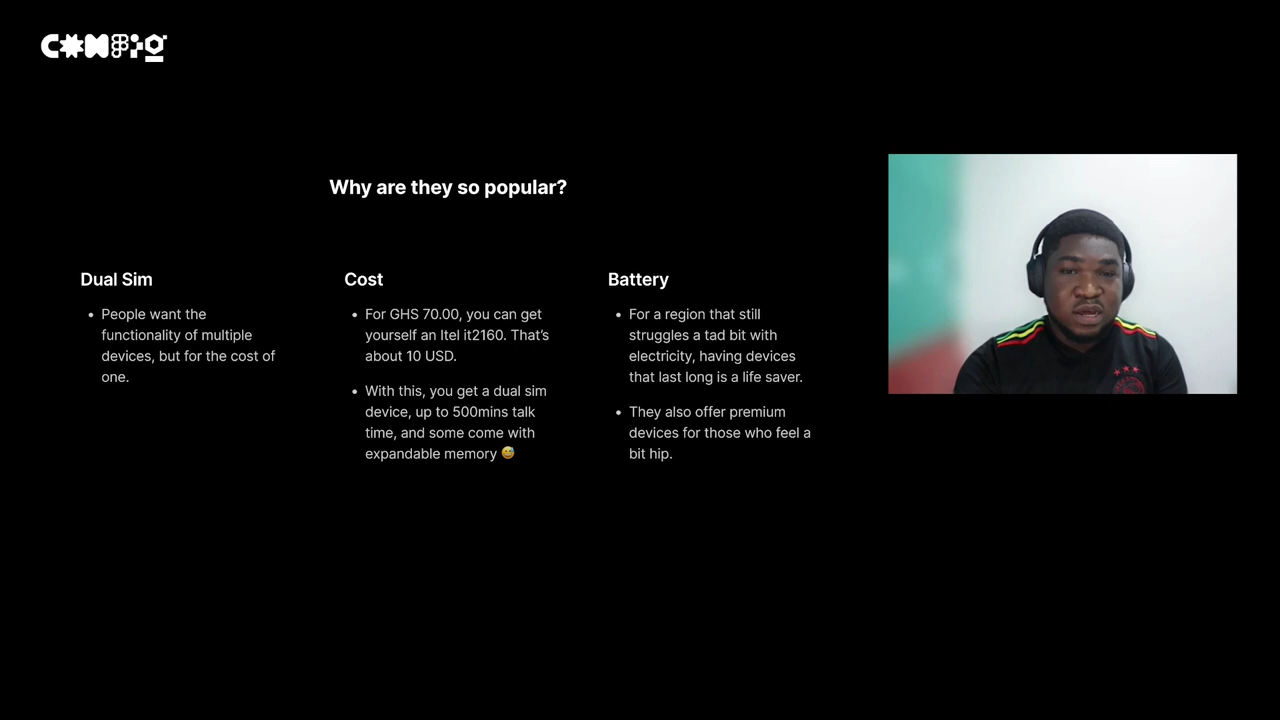 CONFIG
Why are they so popular?
Dual Sim
• People want the
functionality of multiple
devices, but for the cost of
one.
Cost
• For GHS 70.00, you can get
yourself an Itel it2160. That’s
about 10 USD.
• With this, you get a dual sim
device, up to 500mins talk
time, and some come with
expandable memory 😅
Battery
• For a region that still
struggles a tad bit with
electricity, having devices
that last long is a life saver.
• They also offer premium
devices for those who feel a
bit hip.